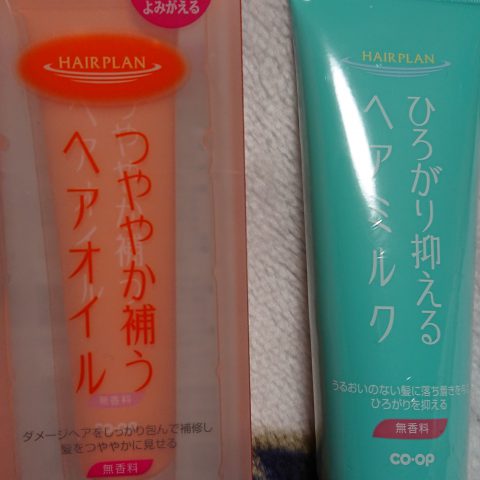 よみがえる
HAIRPLAN
つややか補う
ヘアオイル
無香料
ダメージヘアをしっかり包んで補修し
髪をつややかに見せる
無香料
HAIRPLAN
ひろがり抑える
ヘアミルク
うるおいのない髪に落ち着きを
ひろがりを抑える
無香料
CO·OP